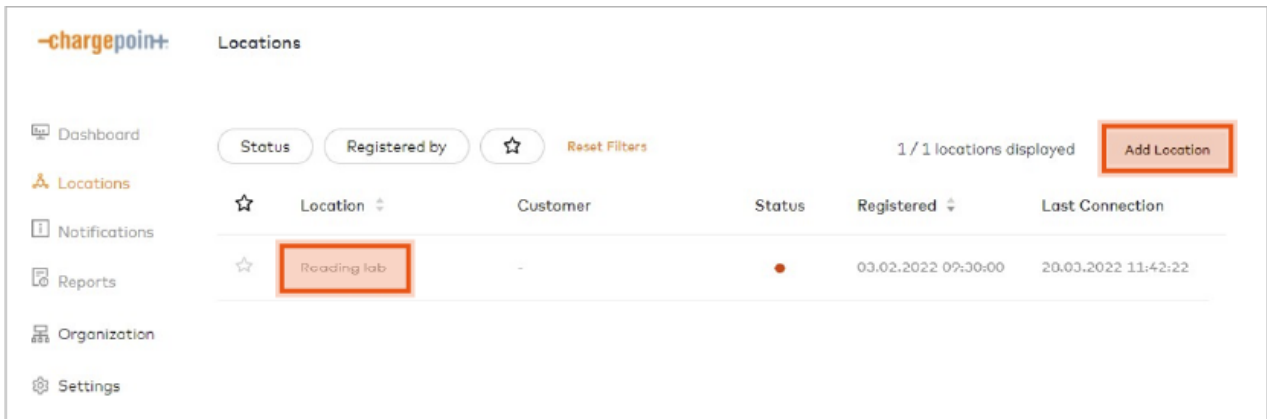 -chargepoin+ Locations
Dashboard
Status Registered by Reset Filters 1 / 1 locations displayed Add Location
Locations
Location Customer Status Registered Last Connection
Notifications
Reading lab - 03.02.2022 09:30:00 20.03.2022 11:42:22
Reports
Organization
Settings